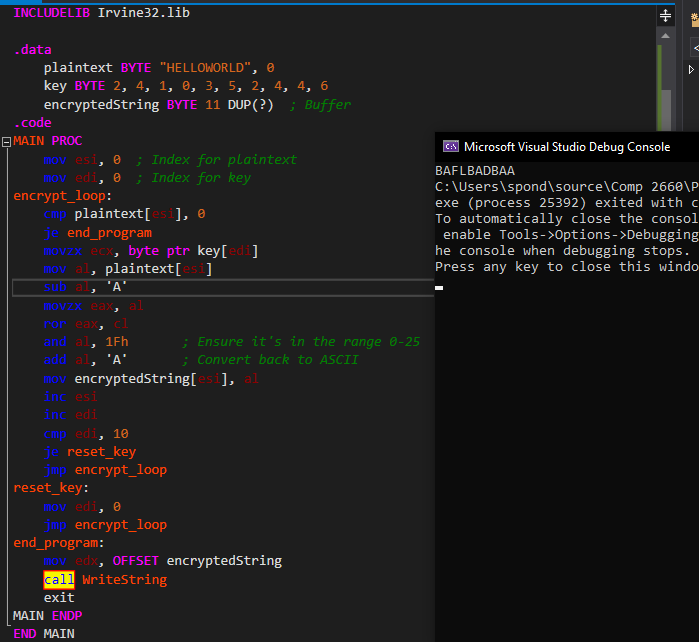 INCLUDELIB Irvine32.lib
.data
plaintext BYTE "HELLOWORLD", 0
key BYTE 2, 4, 1, 0, 3, 5, 2, 4, 4, 6
encryptedString BYTE 11 DUP(?)  ; Buffer
.code
MAIN PROC
mov esi, 0  ; Index for plaintext
mov edi, 0  ; Index for key
encrypt_loop:
cmp plaintext[esi], 0
je end_program
movzx ecx, byte ptr key[edi]
mov al, plaintext[esi]
sub al, 'A'
movzx eax, al
ror eax, cl
and al, 1Fh       ; Ensure it's in the range 0-25
add al, 'A'       ; Convert back to ASCII
mov encryptedString[esi], al
inc esi
inc edi
cmp edi, 10
je reset_key
jmp encrypt_loop
reset_key:
mov edi, 0
jmp encrypt_loop
end_program:
mov edx, OFFSET encryptedString
call WriteString
exit
MAIN ENDP
END MAIN
Microsoft Visual Studio Debug Console
BAFLBADBAA
C:\Users\spond\source\Comp 2660\P
exe (process 25392) exited with c
To automatically close the consol
enable Tools->Options->Debugging
he console when debugging stops.
Press any key to close this windo